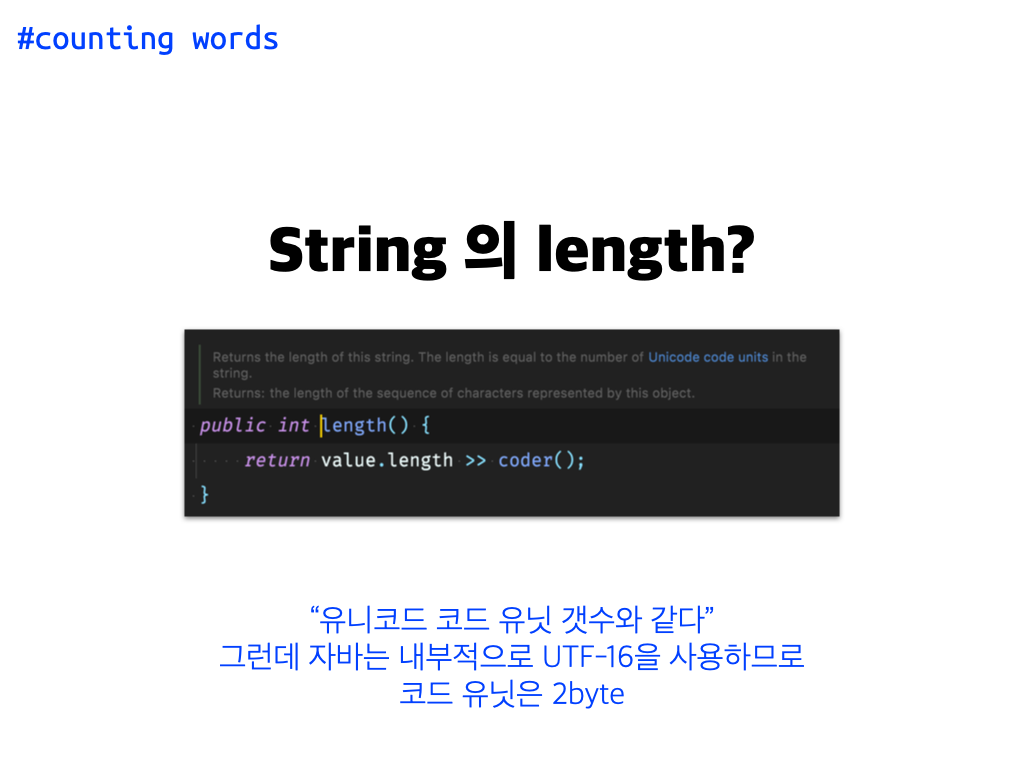 #counting words
String 의 length?
Returns the length of this string. The length is equal to the number of Unicode code units in the
string.
Returns: the length of the sequence of characters represented by this object.
public int length() {
return value.length >> coder();
}
“유니코드 코드 유닛 갯수와 같다”
그런데 자바는 내부적으로 UTF-16을 사용하므로
코드 유닛은 2byte